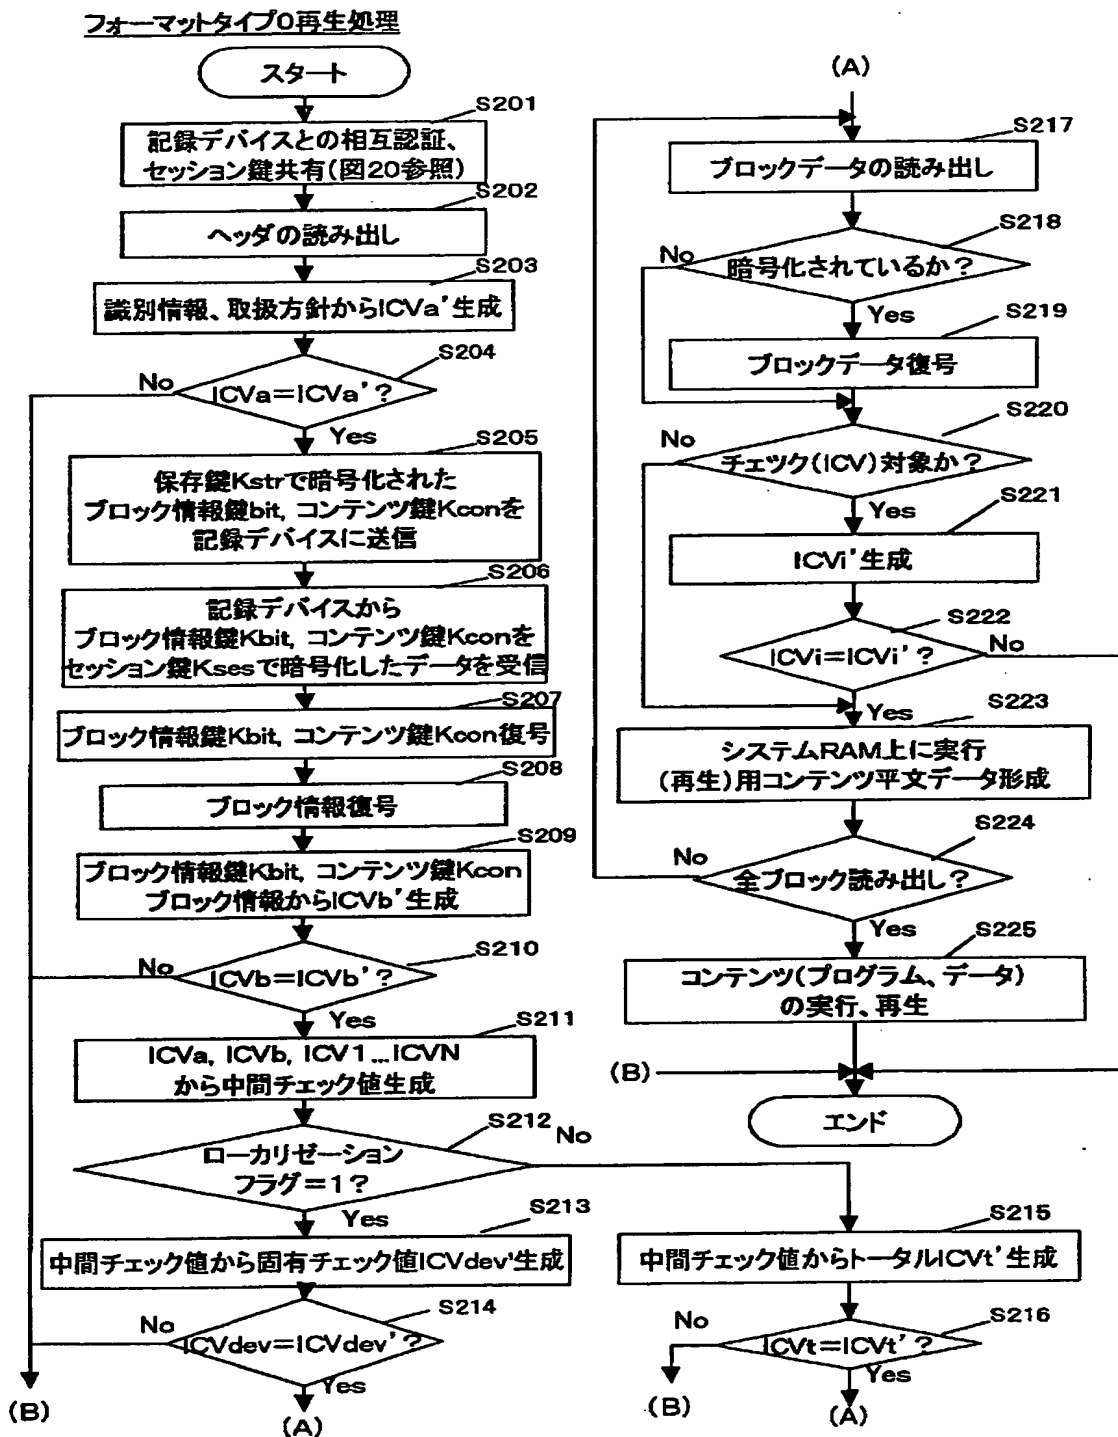 フォーマットタイプ0再生処理
スタート
S201
記録デバイスとの相互認証、
セッション鍵共有(図20参照)
S202
ヘッダの読み出し
S203
識別情報、取扱方針からICVa'生成
S204
ICVa=ICVa'?
No
Yes
S205
保存鍵Kstrで暗号化された
ブロック情報鍵bit, コンテンツ鍵Kconを
記録デバイスに送信
S206
記録デバイスから
ブロック情報鍵Kbit, コンテンツ鍵Kconを
セッション鍵Ksesで暗号化したデータを受信
S207
ブロック情報鍵Kbit, コンテンツ鍵Kcon復号
S208
ブロック情報復号
S209
ブロック情報鍵Kbit, コンテンツ鍵Kcon
ブロック情報からICVb'生成
S210
ICVb=ICVb'?
No
Yes
S211
ICVa, ICVb, ICV1...ICVN
から中間チェック値生成
S212
ローカリゼーション
フラグ=1?
No
Yes
S213
中間チェック値から固有チェック値ICVdev'生成
S214
ICVdev=ICVdev'?
No
Yes
(B)
(A)
S215
中間チェック値からトータルICVt'生成
S216
ICVt=ICVt'?
No
Yes
(B)
(A)
(A)
S217
ブロックデータの読み出し
S218
暗号化されているか?
No
Yes
S219
ブロックデータ復号
S220
チェック(ICV)対象か?
No
Yes
S221
ICVi'生成
S222
ICVi=ICVi'?
No
Yes
S223
システムRAM上に実行
(再生)用コンテンツ平文データ形成
S224
全ブロック読み出し?
No
Yes
S225
コンテンツ(プログラム、データ)
の実行、再生
(B)
エンド